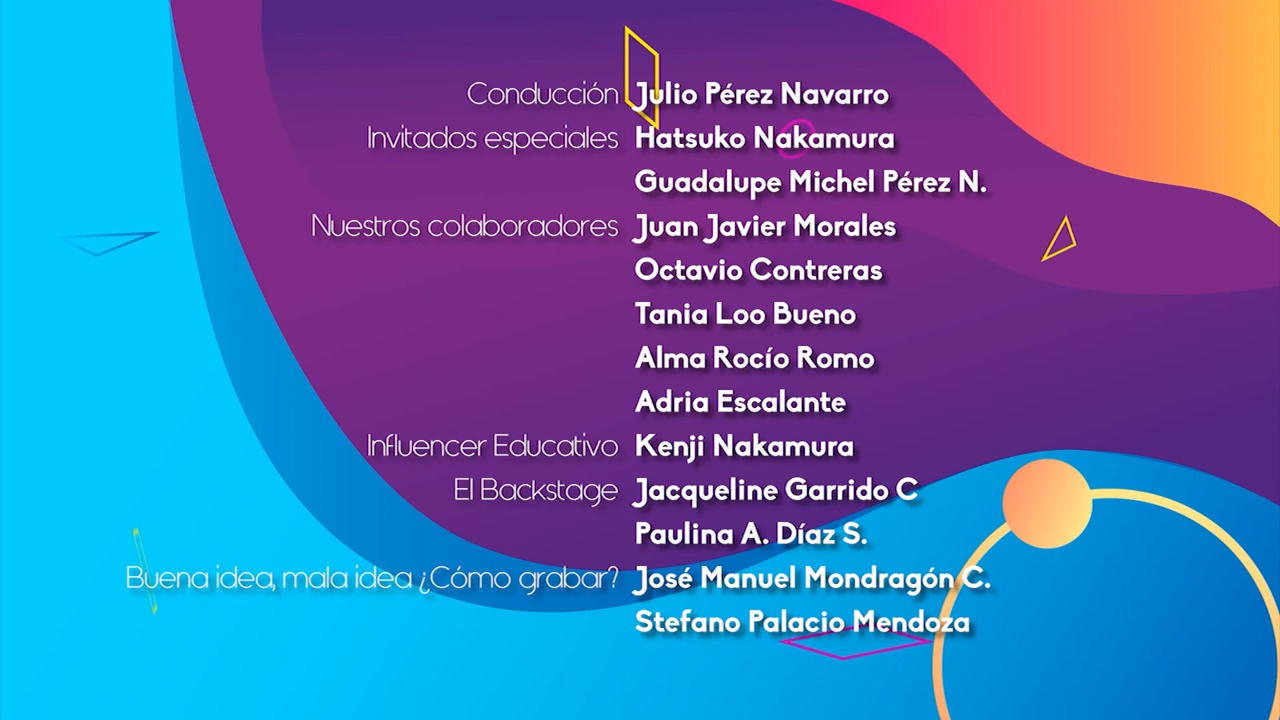 Conducción Julio Pérez Navarro
Invitados especiales Hatsuko Nakamura
Guadalupe Michel Pérez N.
Nuestros colaboradores Juan Javier Morales
Octavio Contreras
Tania Loo Bueno
Alma Rocío Romo
Adria Escalante
Influencer Educativo Kenji Nakamura
El Backstage Jacqueline Garrido C
Paulina A. Díaz S.
Buena idea, mala idea ¿Cómo grabar? José Manuel Mondragón C.
Stefano Palacio Mendoza